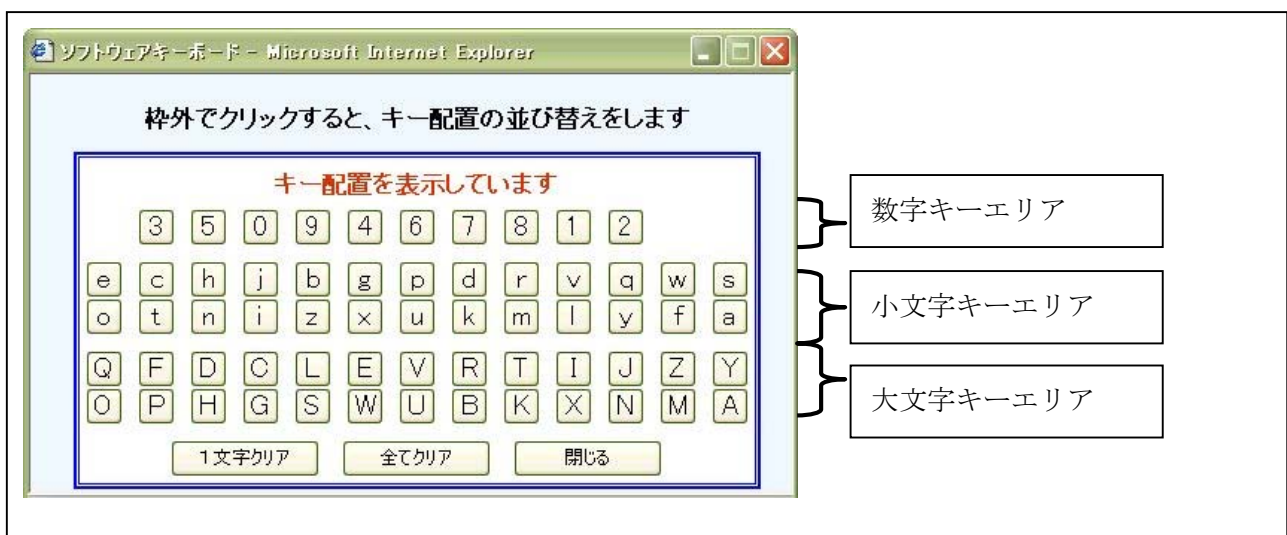 ソフトウェアキーボード - Microsoft Internet Explorer
枠外でクリックすると、キー配置の並び替えをします
キー配置を表示しています
3 5 0 9 4 6 7 8 1 2
e c h j b g p d r v q w s
o t n i z x u k m l y f a
Q F D C L E V R T I J Z Y
O P H G S W U B K X N M A
1文字クリア 全てクリア 閉じる
数字キーエリア
小文字キーエリア
大文字キーエリア